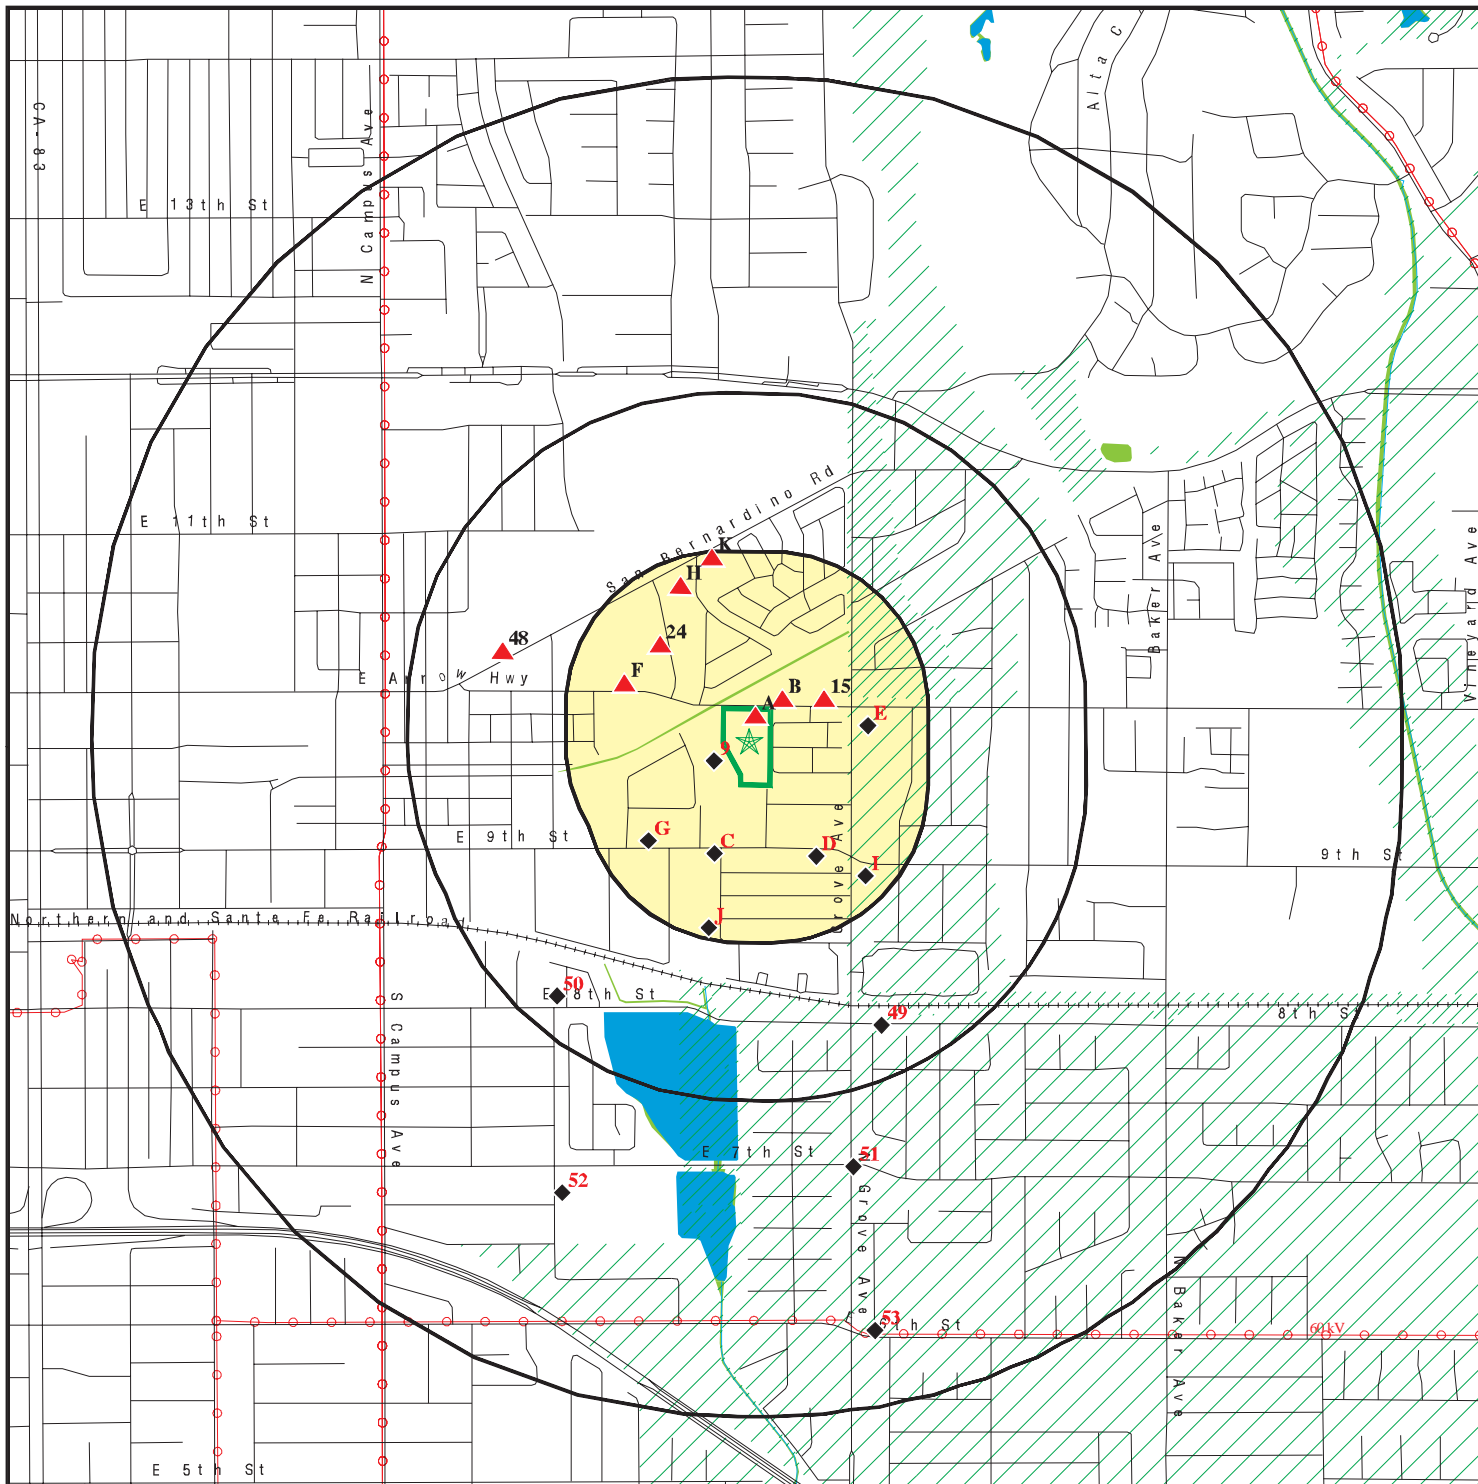 CA-83
N Campus Ave
Alta C
E 13th St
E 11th St
San Bernardino Rd
Baker Ave
Vineyard Ave
K
H
24
48
F
E Arrow Hwy
B
15
A
E
9
G
C
D
I
E 9th St
9th St
Grove Ave
J
Northern and Sante Fe Railroad
50
E 8th St
49
8th St
S Campus Ave
E 7th St
51
52
N Grove Ave
N Baker Ave
53
6th St
60 kV
E 5th St